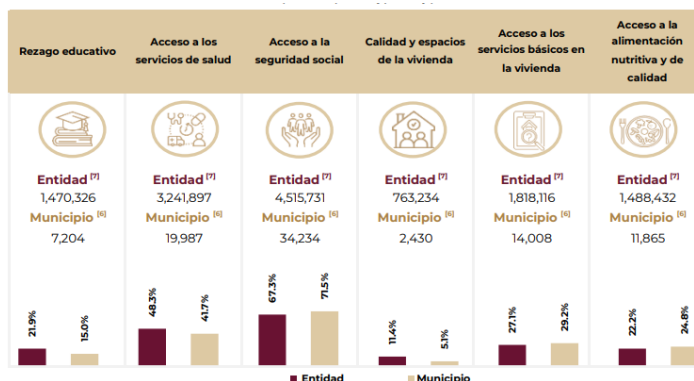 Rezago educativo
Acceso a los
servicios de salud
Acceso a la
seguridad social
Calidad y espacios
de la vivienda
Acceso a los
servicios básicos en
la vivienda
Acceso a la
alimentación
nutritiva y de
calidad
Entidad [7]
1,470,326
Municipio [6]
7,204
Entidad [7]
3,241,897
Municipio [6]
19,987
Entidad [7]
4,515,731
Municipio [6]
34,234
Entidad [7]
763,234
Municipio [6]
2,430
Entidad [7]
1,818,116
Municipio [6]
14,008
Entidad [7]
1,488,432
Municipio [6]
11,865
21.9%
15.0%
48.3%
41.7%
67.3%
71.5%
11.4%
5.1%
27.1%
29.2%
22.2%
24.8%
Entidad
Municipio